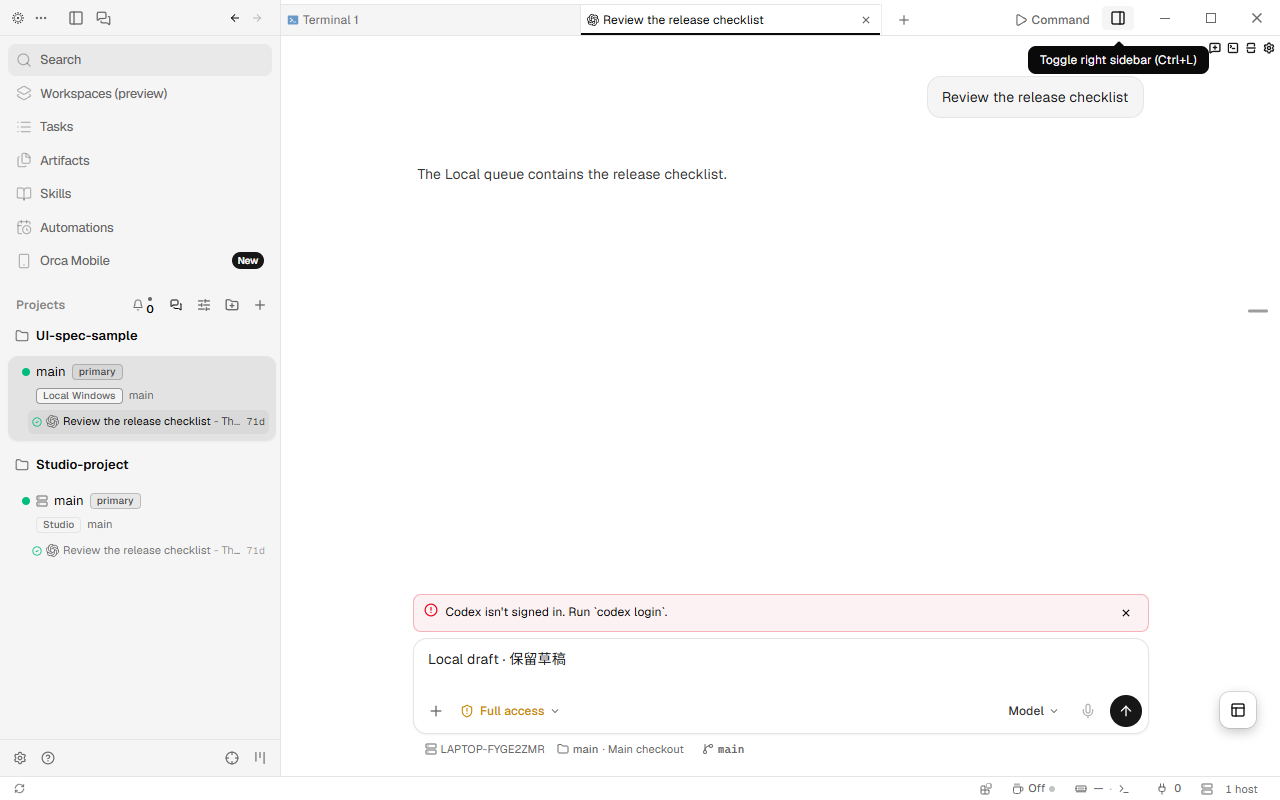 Terminal 1
Review the release checklist
Command
Toggle right sidebar (Ctrl+L)
Search
Workspaces (preview)
Tasks
Artifacts
Skills
Automations
Orca Mobile
New
Projects
0
UI-spec-sample
main
primary
Local Windows
main
Review the release checklist - Th...
71d
Studio-project
main
primary
Studio
main
Review the release checklist - Th...
71d
Review the release checklist
The Local queue contains the release checklist.
Codex isn't signed in. Run `codex login`.
Local draft · 保留草稿
Full access
Model
LAPTOP-FYGE2ZMR
main · Main checkout
main
Off
0
1 host